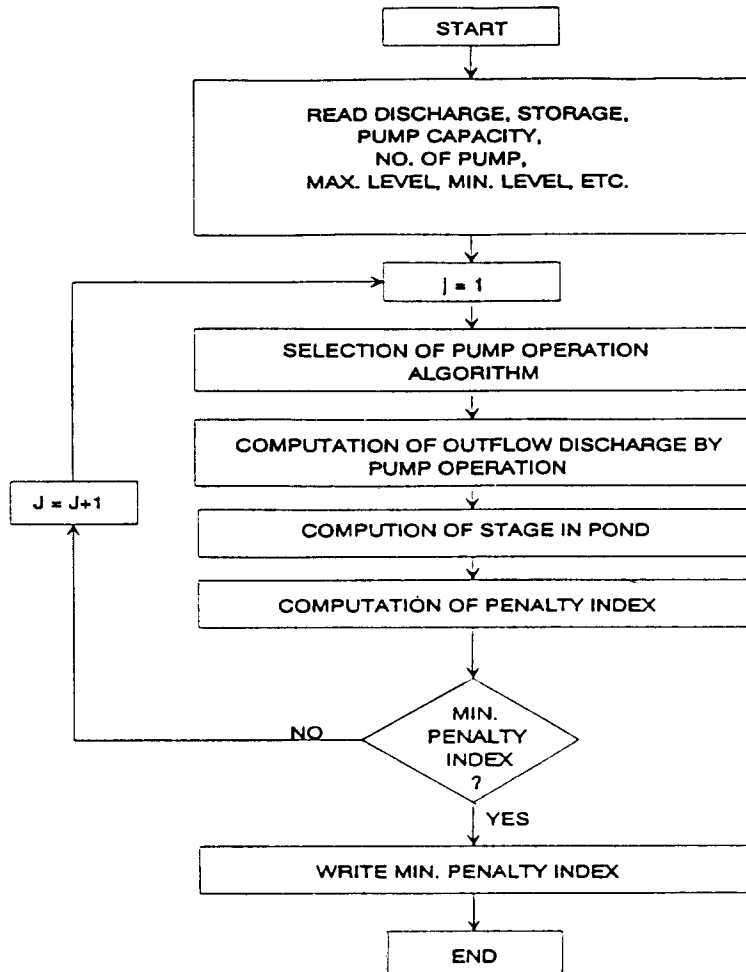 START
READ DISCHARGE, STORAGE,
PUMP CAPACITY,
NO. OF PUMP,
MAX. LEVEL, MIN. LEVEL, ETC.
j = 1
SELECTION OF PUMP OPERATION
ALGORITHM
COMPUTATION OF OUTFLOW DISCHARGE BY
PUMP OPERATION
J = J+1
COMPUTION OF STAGE IN POND
COMPUTATION OF PENALTY INDEX
MIN.
PENALTY
INDEX
?
NO
YES
WRITE MIN. PENALTY INDEX
END